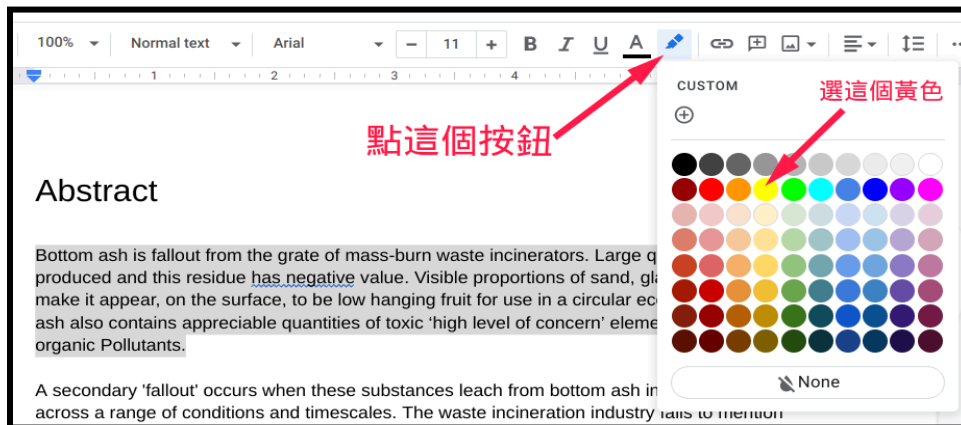 100% Normal text Arial − 11 + B I U A
1 2 3 4
CUSTOM
選這個黃色
點這個按鈕
Abstract
Bottom ash is fallout from the grate of mass-burn waste incinerators. Large q
produced and this residue has negative value. Visible proportions of sand, gla
make it appear, on the surface, to be low hanging fruit for use in a circular eco
ash also contains appreciable quantities of toxic ‘high level of concern’ eleme
organic Pollutants.
None
A secondary 'fallout' occurs when these substances leach from bottom ash in
across a range of conditions and timescales. The waste incineration industry fails to mention